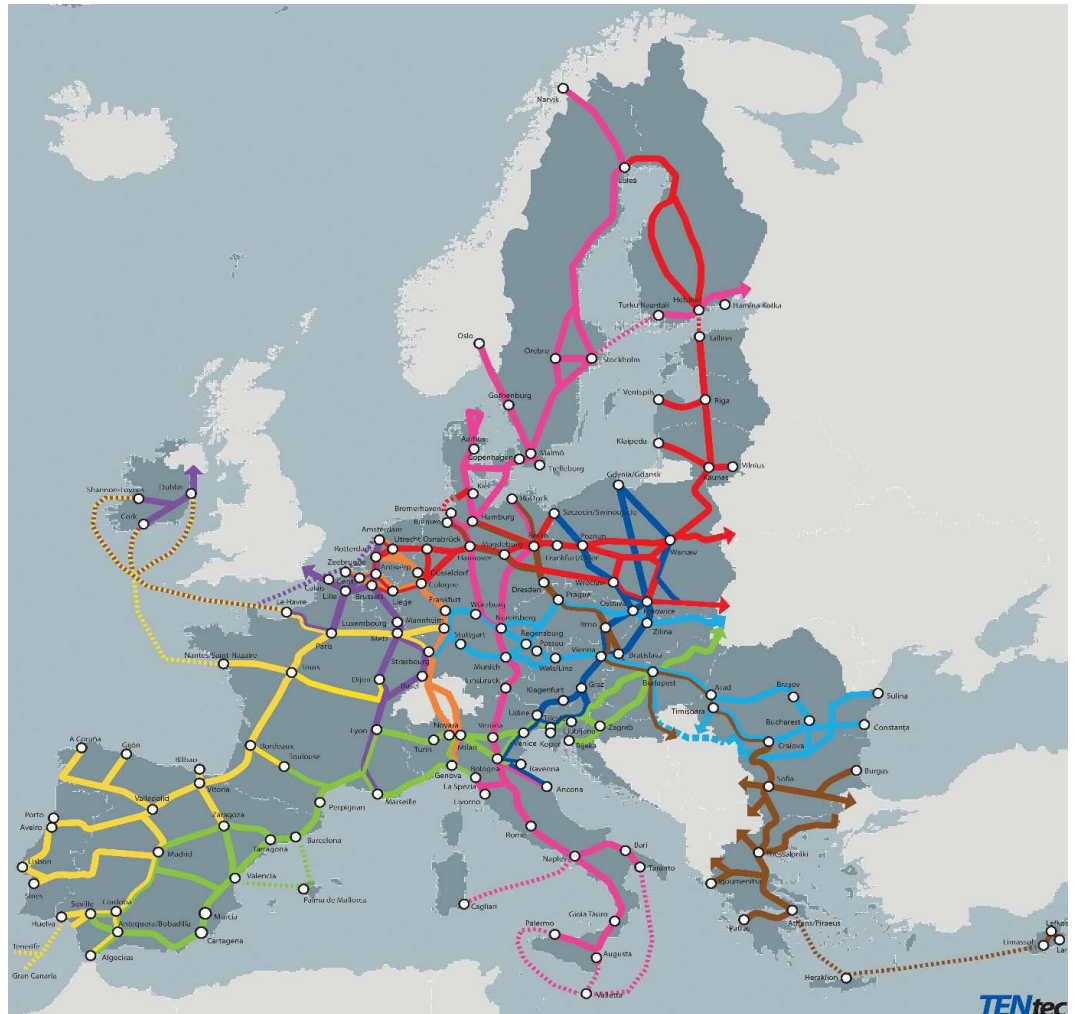 Narvik
Luleå
Oslo
Örebro
Stockholm
Turku/Naantali
Helsinki
Hamina Kotka
Tallinn
Gothenburg
Ventspils
Riga
Klaipeda
Aarhus
Copenhagen
Malmö
Trelleborg
Vilnius
Kaunas
Gdynia/Gdansk
Kiel
Rostock
Szczecin/Swinoujscie
Shannon-Foynes
Dublin
Cork
Bremerhaven
Bremen
Hamburg
Amsterdam
Utrecht
Osnabrück
Hannover
Magdeburg
Berlin
Frankfurt/Oder
Poznan
Warsaw
Rotterdam
Zeebrugge
Antwerp
Düsseldorf
Cologne
Calais
Gent
Lille
Brussels
Liège
Dresden
Wroclaw
Le Havre
Frankfurt
Würzburg
Nuremberg
Prague
Ostrava
Katowice
Luxembourg
Mannheim
Metz
Paris
Stuttgart
Regensburg
Passau
Brno
Zilina
Nantes/Saint Nazaire
Tours
Strasbourg
Munich
Wels/Linz
Vienna
Bratislava
Dijon
Basel
Innsbruck
Klagenfurt
Graz
Budapest
Arad
Braşov
Sulina
Timişoara
Udine
Ljubljana
Zagreb
Bucharest
Constanţa
Craiova
A Coruña
Gijón
Bilbao
Bordeaux
Toulouse
Lyon
Turin
Novara
Milan
Verona
Venice
Koper
Rijeka
Genova
Bologna
Ravenna
La Spezia
Ancona
Livorno
Sofia
Burgas
Vitoria
Valladolid
Marseille
Perpignan
Porto
Aveiro
Zaragoza
Barcelona
Tarragona
Rome
Bari
Naples
Taranto
Thessaloniki
Igoumenitsa
Lisbon
Sines
Madrid
Valencia
Palma de Mallorca
Cagliari
Gioia Tauro
Palermo
Augusta
Valletta
Patras
Athens/Piraeus
Huelva
Séville
Cordoba
Antequera/Bobadilla
Murcia
Cartagena
Algeciras
Tenerife
Gran Canaria
Heraklion
Limassol
TENtec